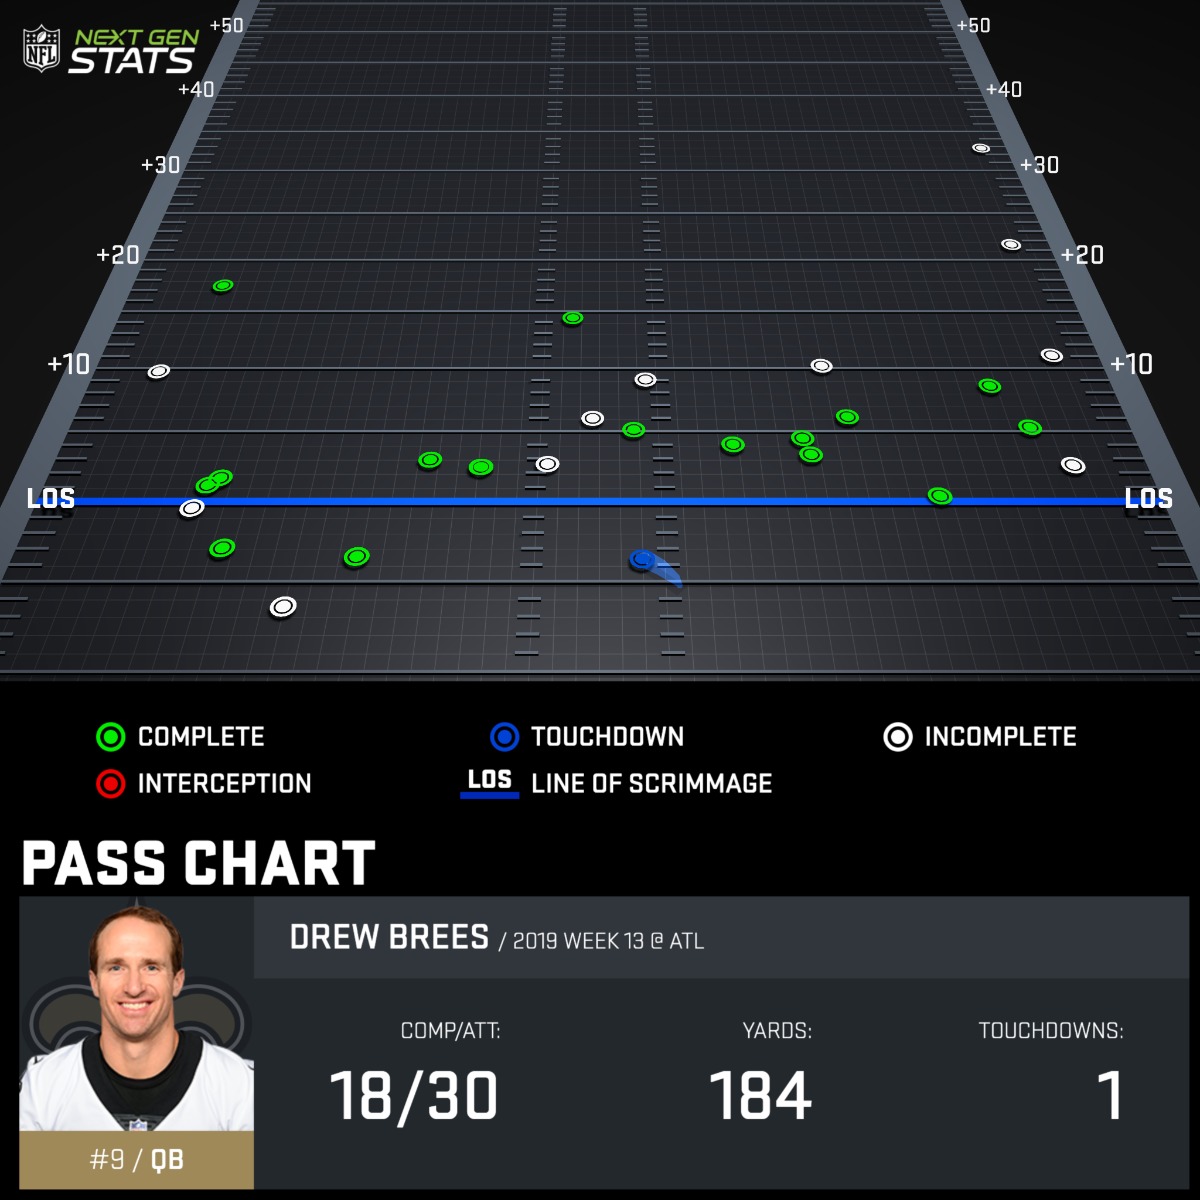 +50 +50
NFL NEXT GEN
STATS
+40 +40
+30 +30
+20 +20
+10 +10
LOS LOS
COMPLETE TOUCHDOWN INCOMPLETE
INTERCEPTION LOS LINE OF SCRIMMAGE
PASS CHART
DREW BREES / 2019 WEEK 13 @ ATL
COMP/ATT: YARDS: TOUCHDOWNS:
18/30 184 1
#9 / QB